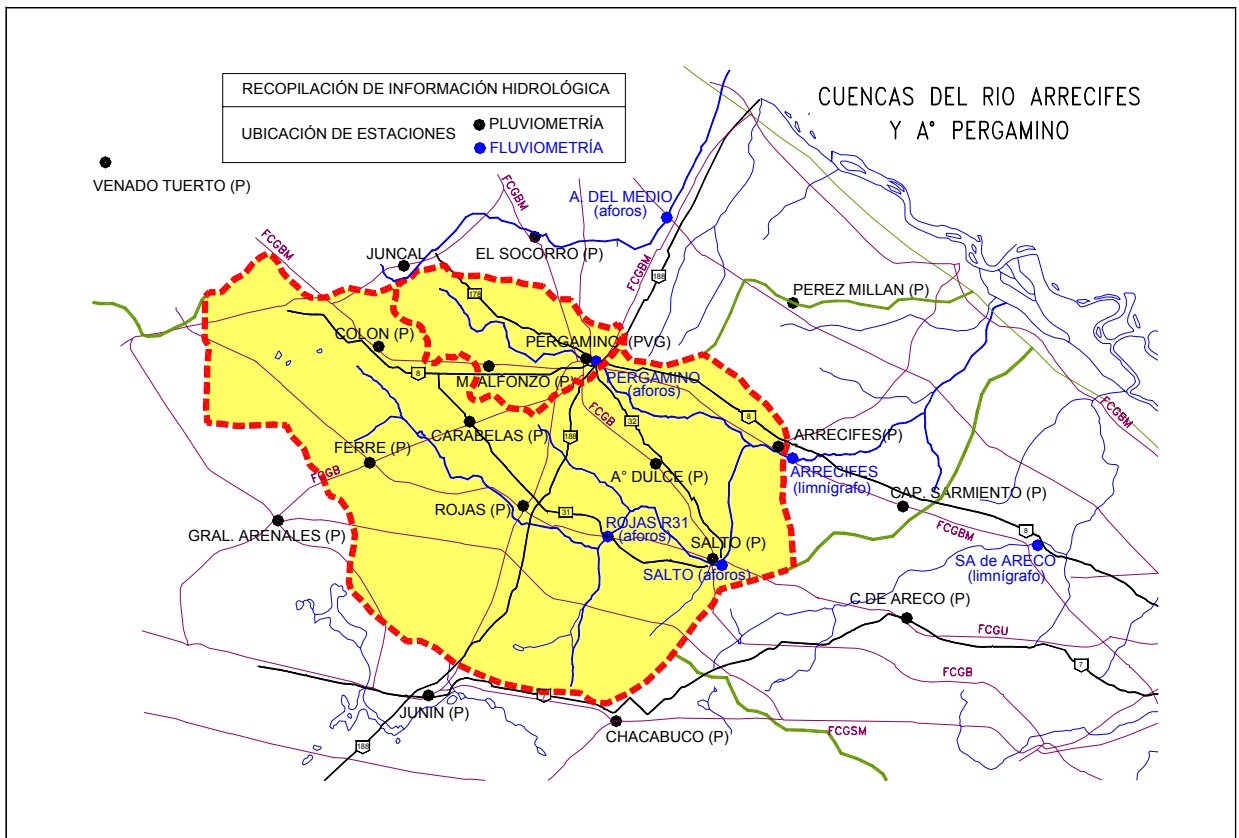 RECOPILACIÓN DE INFORMACIÓN HIDROLÓGICA
UBICACIÓN DE ESTACIONES
PLUVIOMETRÍA
FLUVIOMETRÍA
CUENCAS DEL RIO ARRECIFES
Y A° PERGAMINO
VENADO TUERTO (P)
FCGBM
A. DEL MEDIO
(aforos)
FCGBM
JUNCAL
EL SOCORRO (P)
FCGBM
188
178
PEREZ MILLAN (P)
COLON (P)
PERGAMINO (PVG)
8
M. ALFONZO (P)
PERGAMINO
(aforos)
FCGB
32
8
FCGBM
CARABELAS (P)
188
FERRE (P)
FCGB
ARRECIFES(P)
ARRECIFES
(limnígrafo)
A° DULCE (P)
CAP. SARMIENTO (P)
ROJAS (P)
31
ROJAS R31
(aforos)
GRAL. ARENALES (P)
FCGBM
8
SALTO (P)
SALTO (aforos)
SA de ARECO
(limnígrafo)
C.DE ARECO (P)
FCGU
7
FCGB
JUNIN (P)
7
CHACABUCO (P)
FCGSM
188